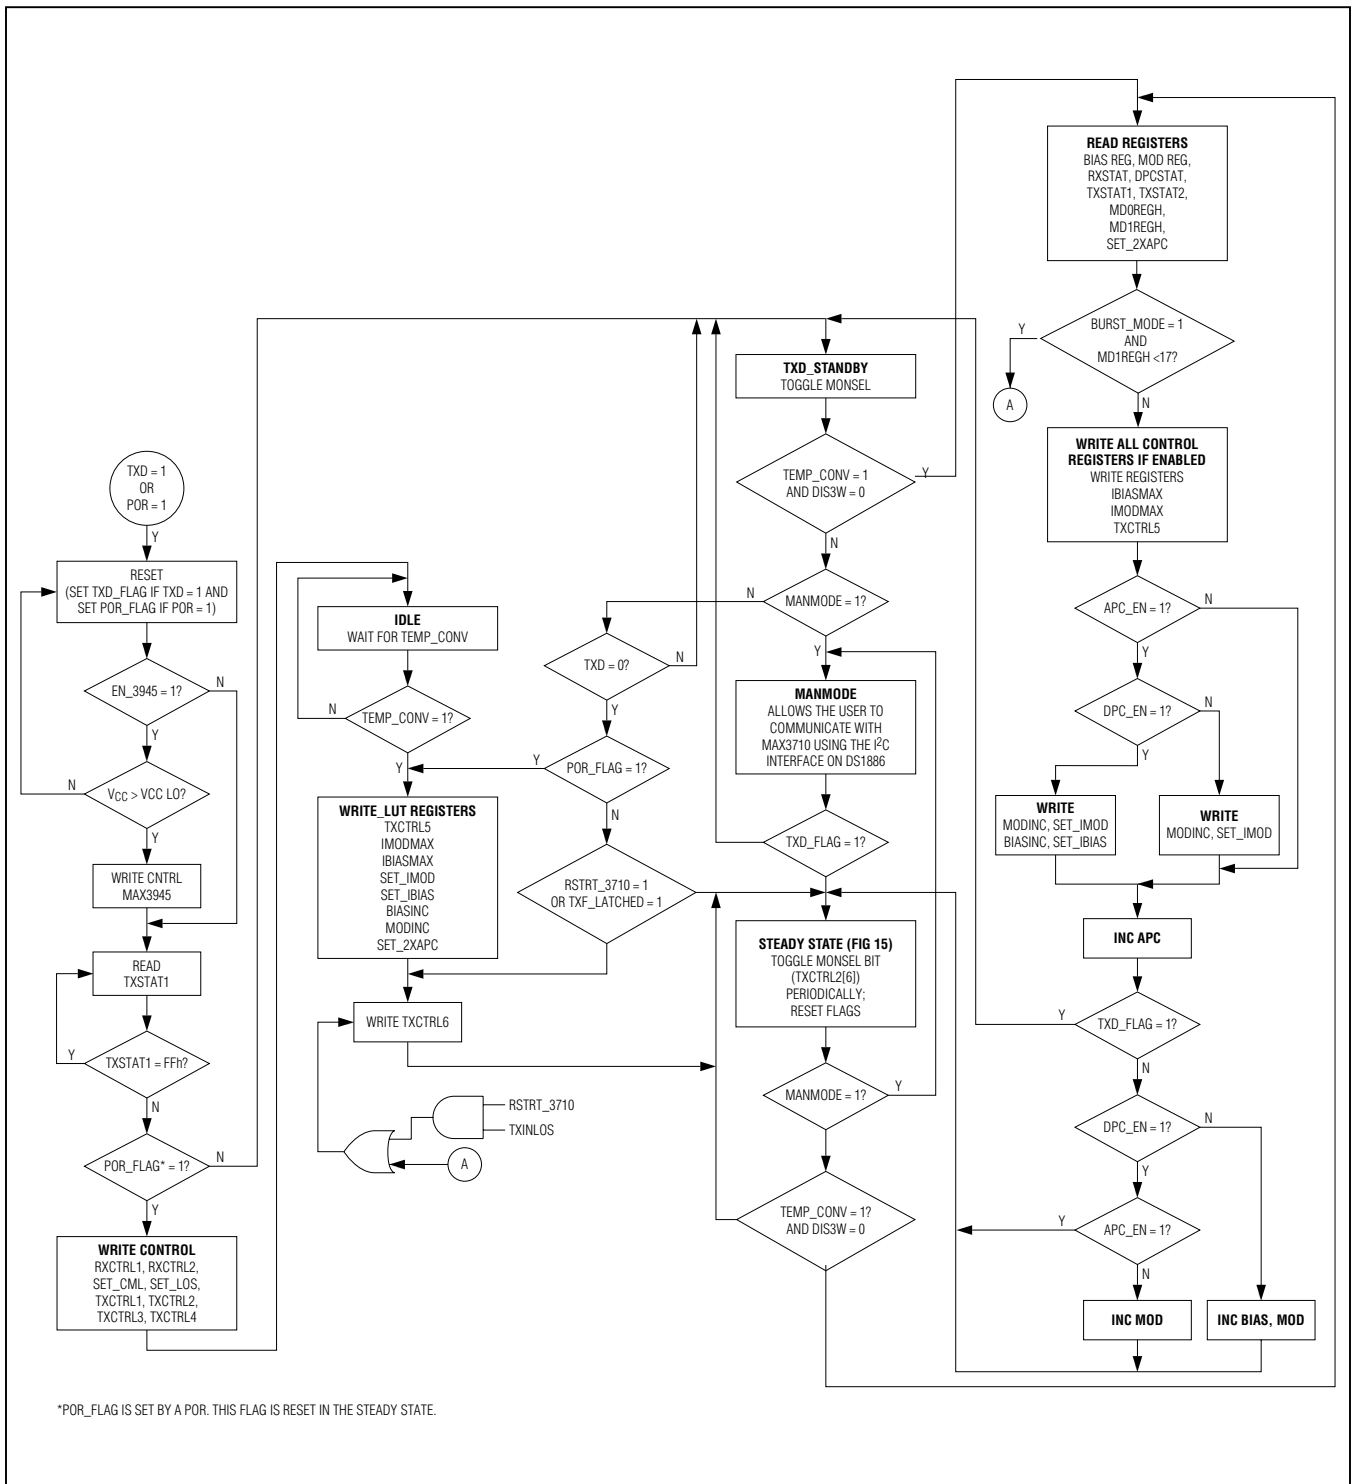 TXD = 1
OR
POR = 1
Y
RESET
(SET TXD_FLAG IF TXD = 1 AND
SET POR_FLAG IF POR = 1)
EN_3945 = 1?
N
Y
VCC > VCC LO?
N
Y
WRITE CNTRL
MAX3945
READ
TXSTAT1
TXSTAT1 = FFh?
Y
N
POR_FLAG* = 1?
N
Y
WRITE CONTROL
RXCTRL1, RXCTRL2,
SET_CML, SET_LOS,
TXCTRL1, TXCTRL2,
TXCTRL3, TXCTRL4
IDLE
WAIT FOR TEMP_CONV
N
TEMP_CONV = 1?
Y
WRITE_LUT REGISTERS
TXCTRL5
IMODMAX
IBIASMAX
SET_IMOD
SET_IBIAS
BIASINC
MODINC
SET_2XAPC
WRITE TXCTRL6
RSTRT_3710
TXINLOS
A
N
TXD = 0?
N
Y
POR_FLAG = 1?
Y
N
RSTRT_3710 = 1
OR TXF_LATCHED = 1
TXD_STANDBY
TOGGLE MONSEL
TEMP_CONV = 1
AND DIS3W = 0
Y
N
MANMODE = 1?
Y
MANMODE
ALLOWS THE USER TO
COMMUNICATE WITH
MAX3710 USING THE I2C
INTERFACE ON DS1886
TXD_FLAG = 1?
STEADY STATE (FIG 15)
TOGGLE MONSEL BIT
(TXCTRL2[6])
PERIODICALLY;
RESET FLAGS
MANMODE = 1?
Y
TEMP_CONV = 1?
AND DIS3W = 0
READ REGISTERS
BIAS REG, MOD REG,
RXSTAT, DPCSTAT,
TXSTAT1, TXSTAT2,
MD0REGH,
MD1REGH,
SET_2XAPC
BURST_MODE = 1
AND
MD1REGH <17?
Y
A
N
WRITE ALL CONTROL
REGISTERS IF ENABLED
WRITE REGISTERS
IBIASMAX
IMODMAX
TXCTRL5
APC_EN = 1?
N
Y
DPC_EN = 1?
N
Y
WRITE
MODINC, SET_IMOD
BIASINC, SET_IBIAS
WRITE
MODINC, SET_IMOD
INC APC
TXD_FLAG = 1?
Y
N
DPC_EN = 1?
N
Y
APC_EN = 1?
Y
N
INC MOD
INC BIAS, MOD
*POR_FLAG IS SET BY A POR. THIS FLAG IS RESET IN THE STEADY STATE.